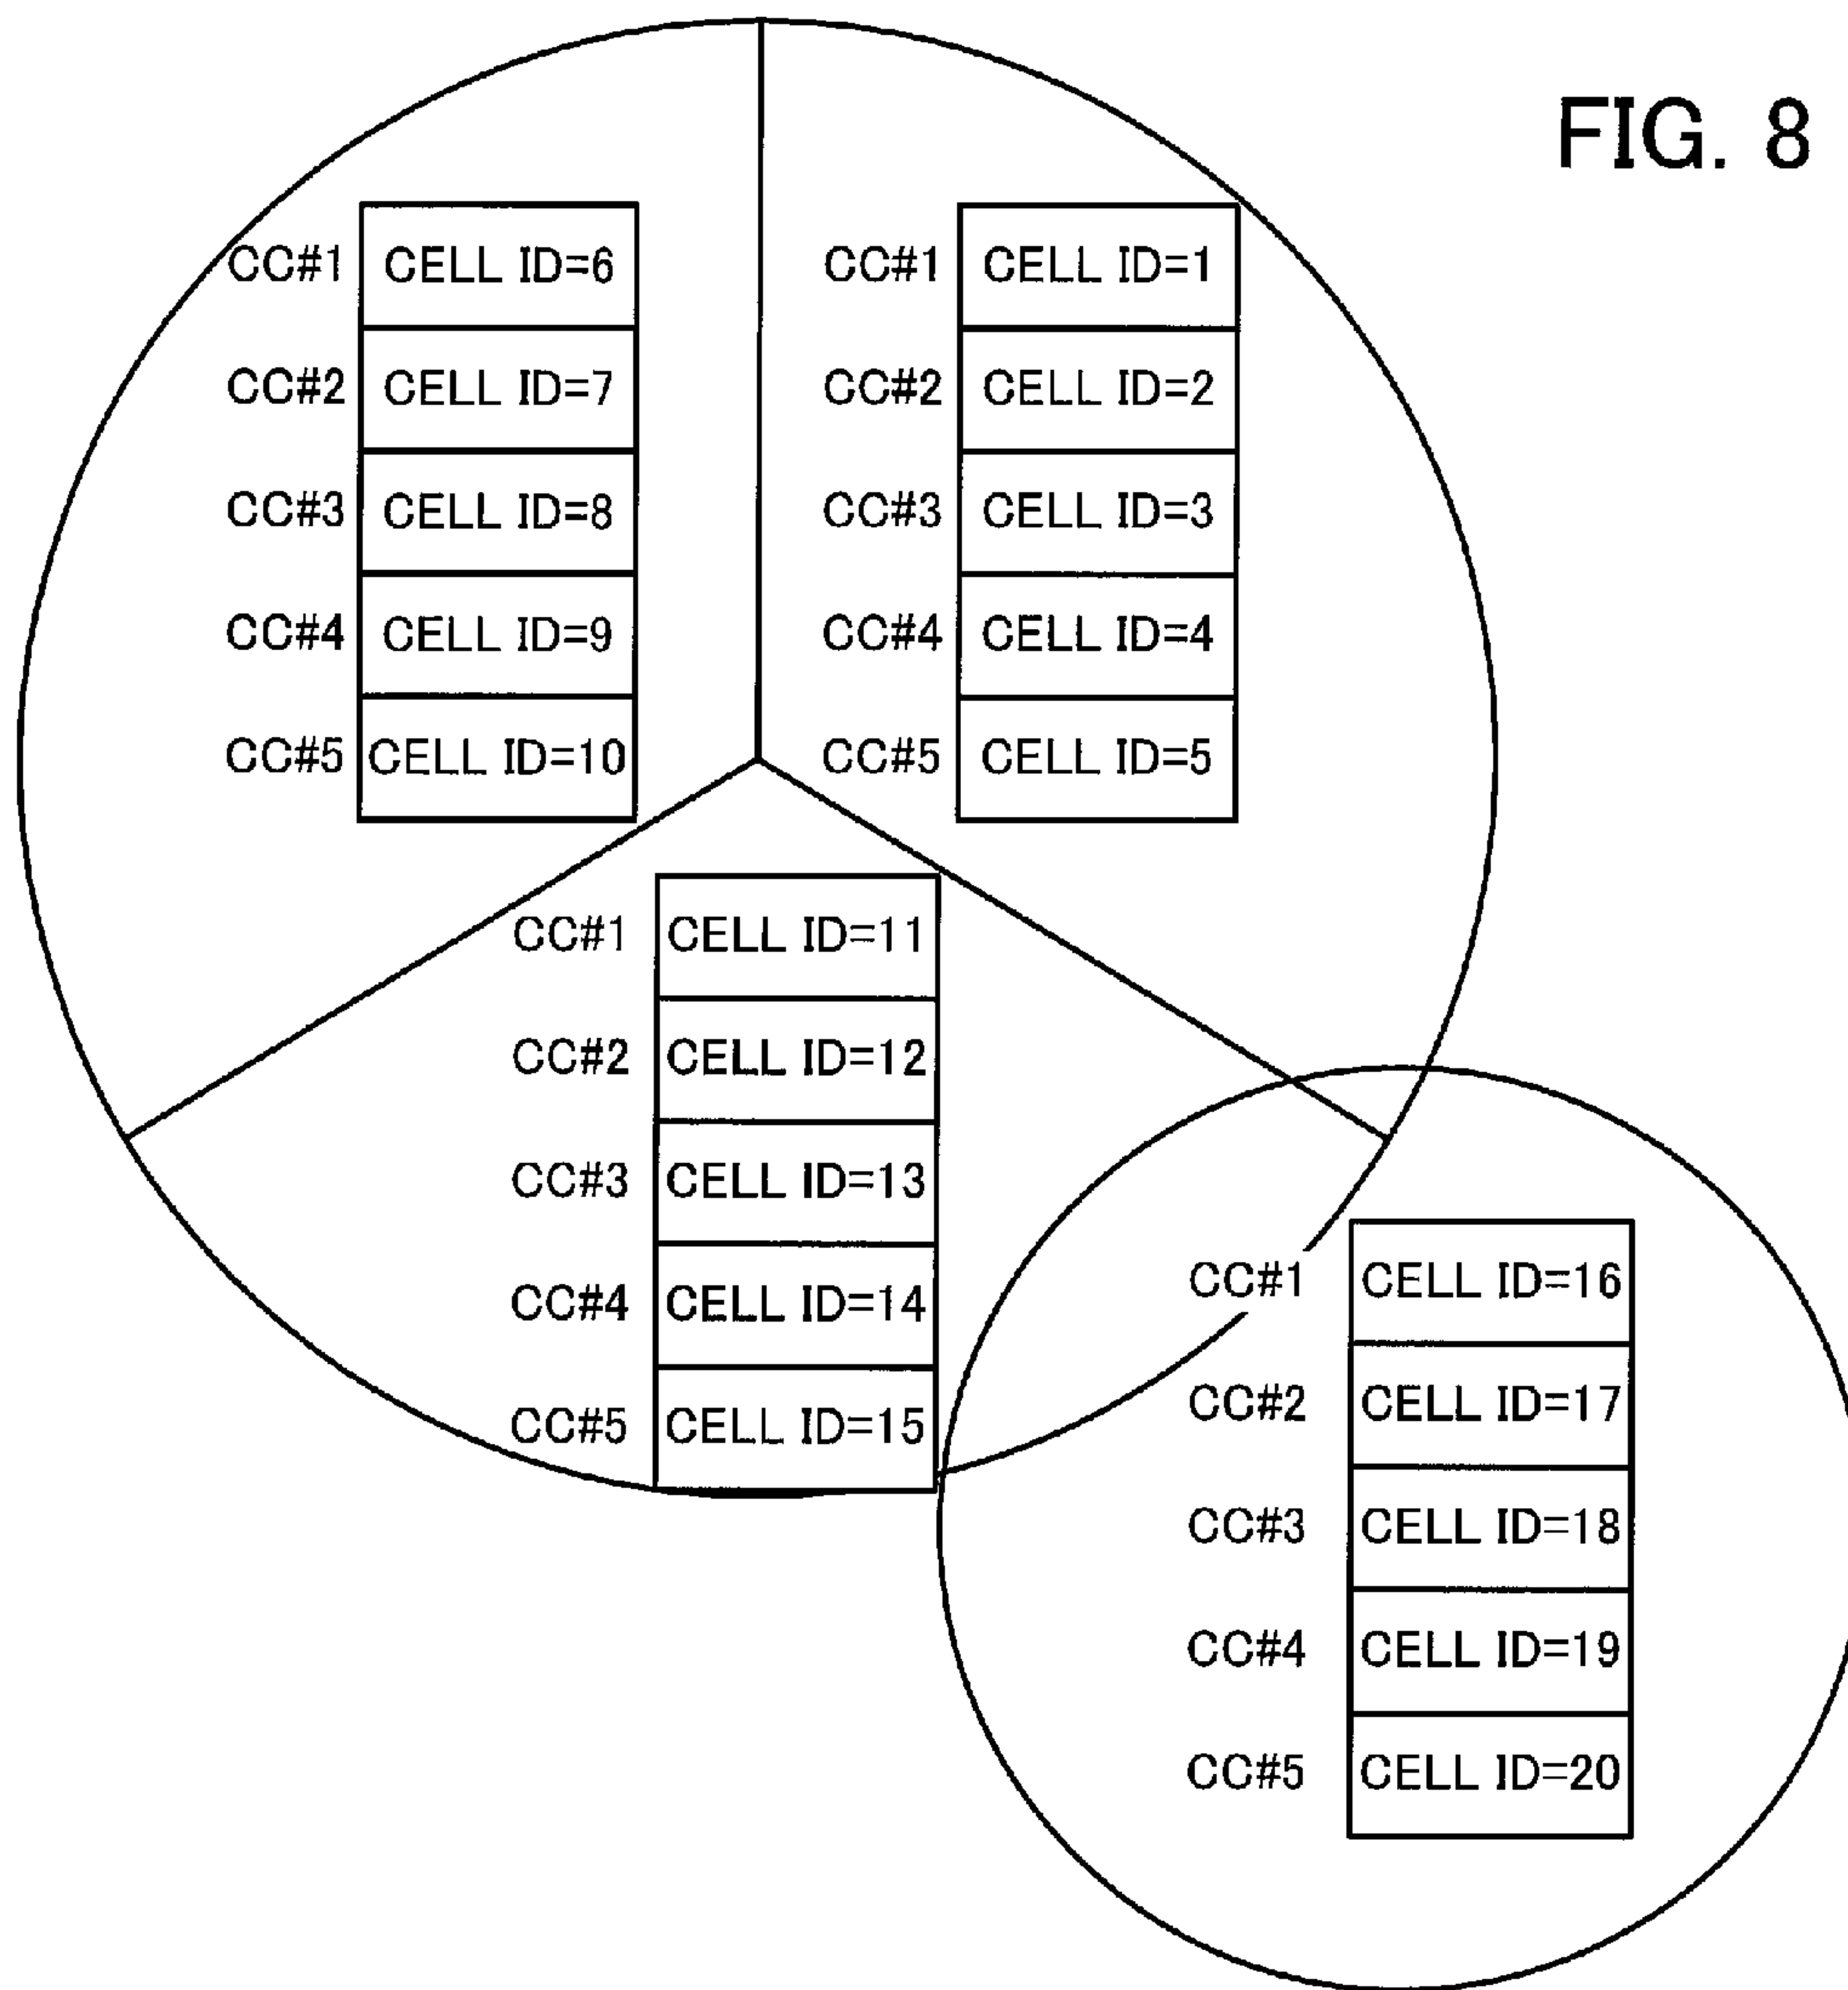 FIG. 8
CC#1 CELL ID=6
CC#2 CELL ID=7
CC#3 CELL ID=8
CC#4 CELL ID=9
CC#5 CELL ID=10
CC#1 CELL ID=1
CC#2 CELL ID=2
CC#3 CELL ID=3
CC#4 CELL ID=4
CC#5 CELL ID=5
CC#1 CELL ID=11
CC#2 CELL ID=12
CC#3 CELL ID=13
CC#4 CELL ID=14
CC#5 CELL ID=15
CC#1 CELL ID=16
CC#2 CELL ID=17
CC#3 CELL ID=18
CC#4 CELL ID=19
CC#5 CELL ID=20